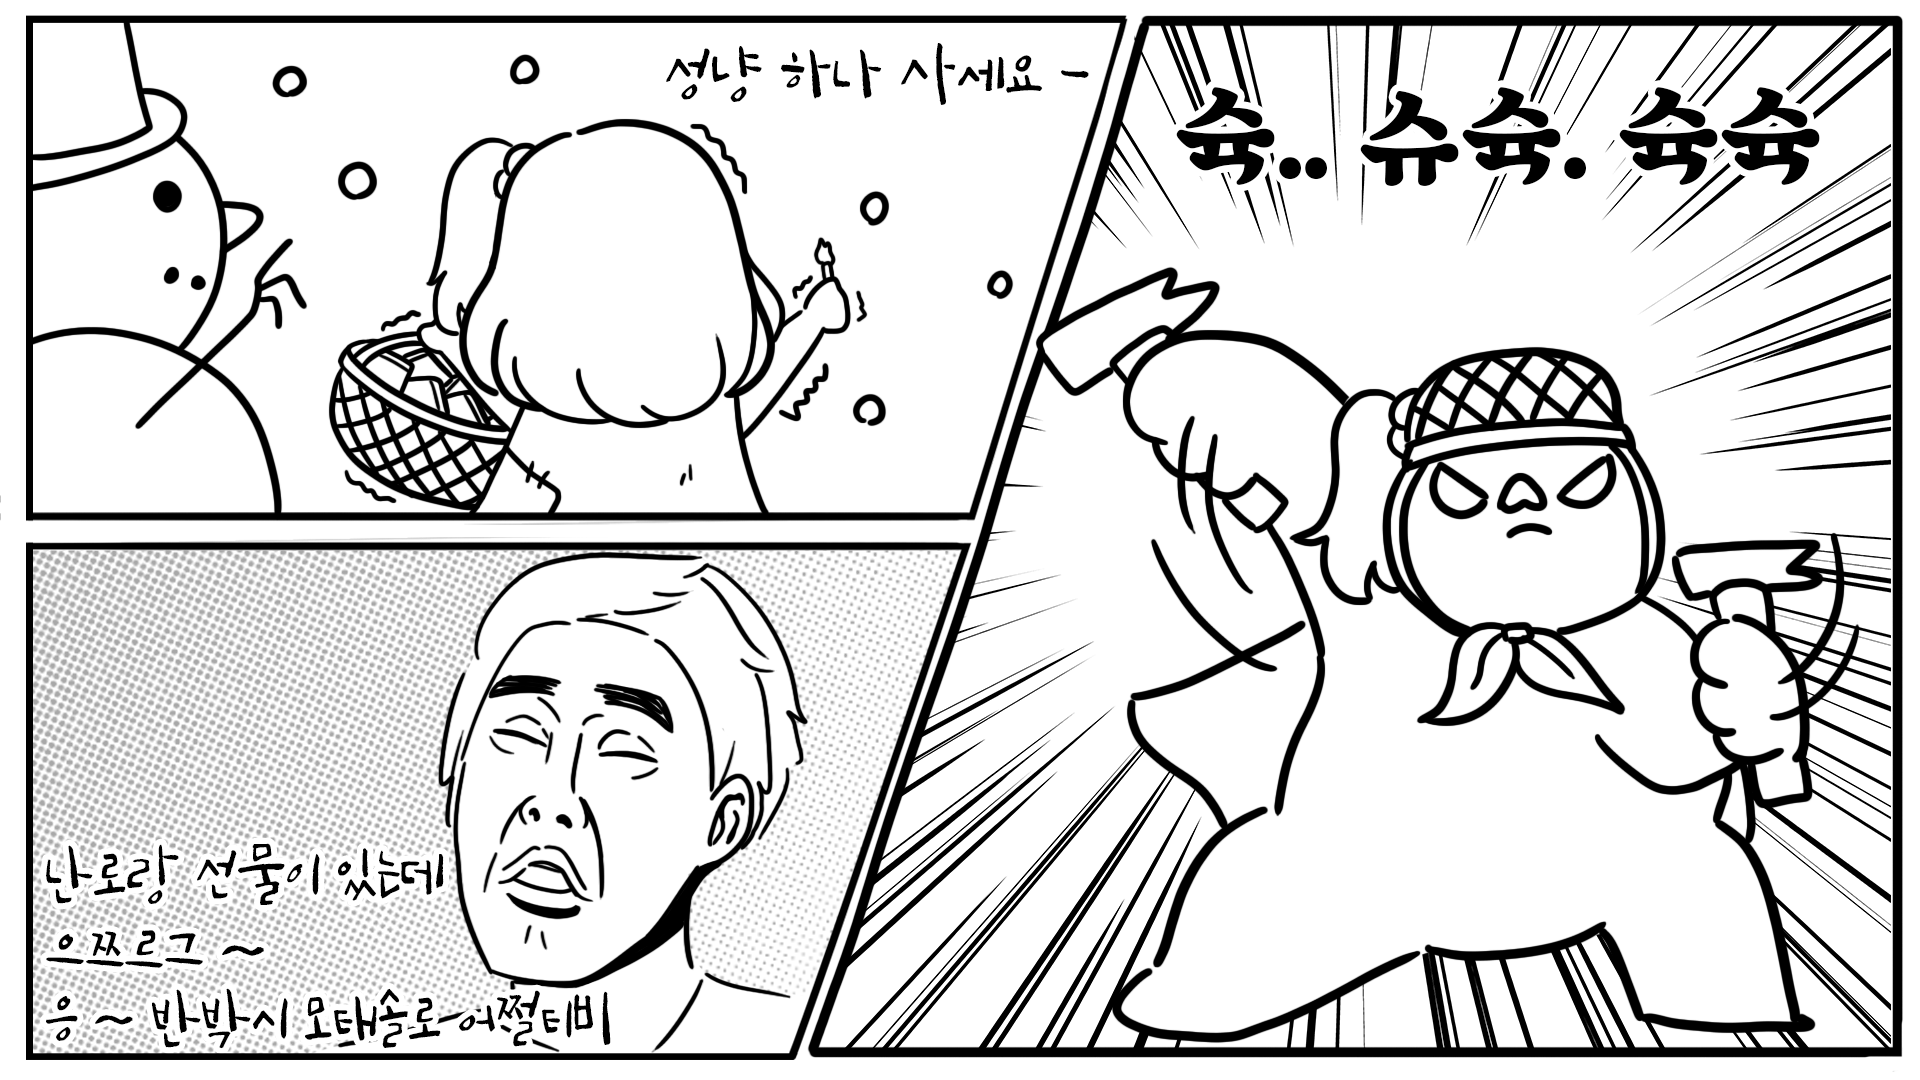 성냥 하나 사세요 -
난로랑 선물이 있는데
으쯔르그 ~
응 ~ 반박시 모태솔로 어쩔티비
슉.. 슈슉. 슉슉